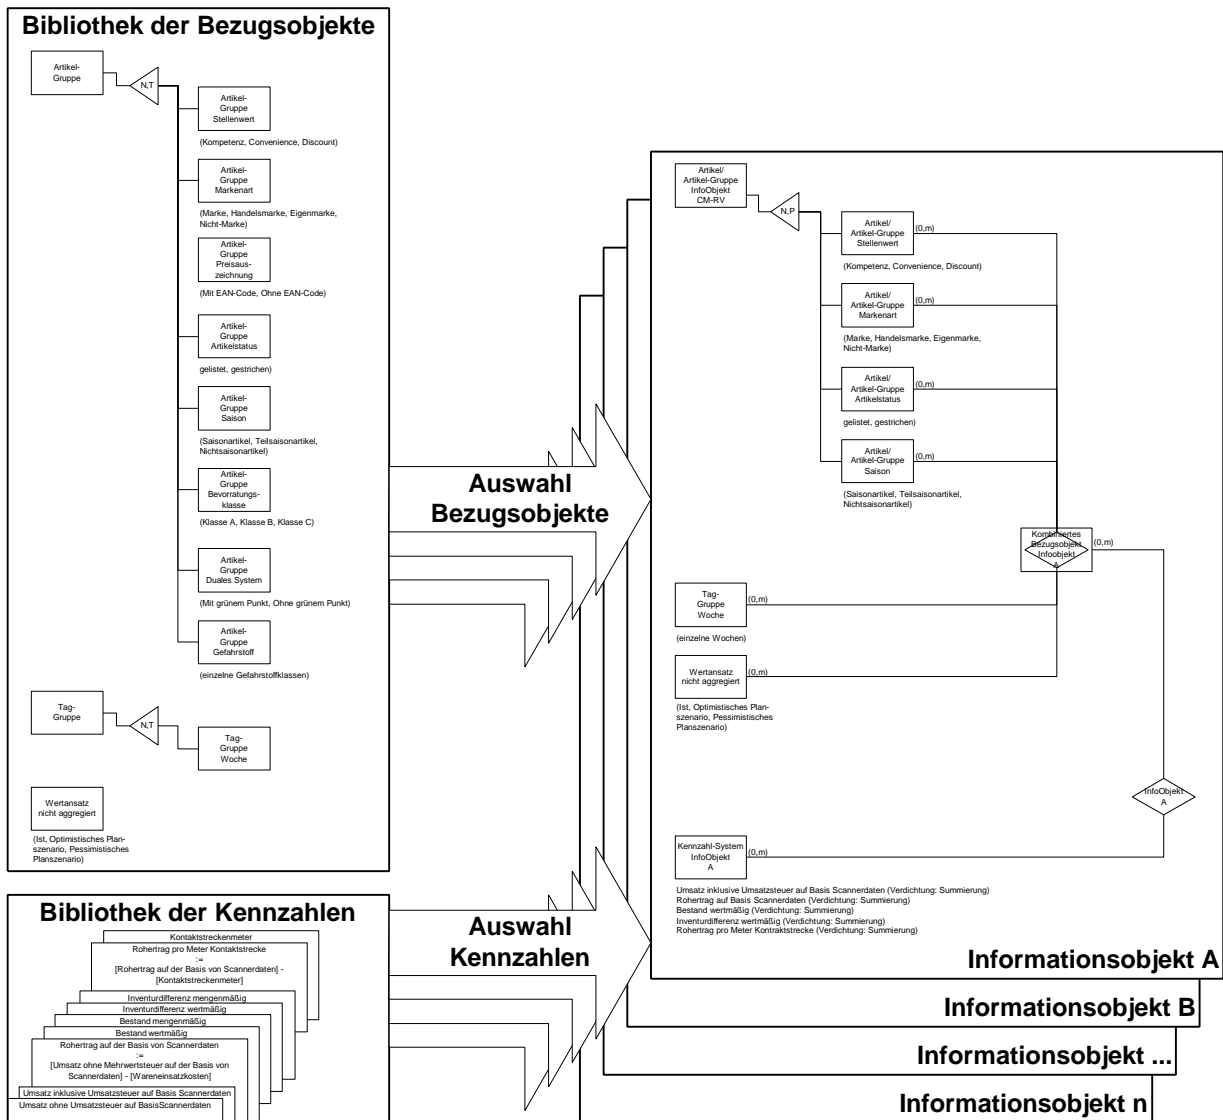 Bibliothek der Bezugsobjekte
Artikel-
Gruppe
N,T
Artikel-
Gruppe
Stellenwert
(Kompetenz, Convenience, Discount)
Artikel-
Gruppe
Markenart
(Marke, Handelsmarke, Eigenmarke,
Nicht-Marke)
Artikel-
Gruppe
Preisaus-
zeichnung
(Mit EAN-Code, Ohne EAN-Code)
Artikel-
Gruppe
Artikelstatus
gelistet, gestrichen)
Artikel-
Gruppe
Saison
(Saisonartikel, Teilsaisonartikel,
Nichtsaisonartikel)
Artikel-
Gruppe
Bevorratungs-
klasse
(Klasse A, Klasse B, Klasse C)
Artikel-
Gruppe
Duales System
(Mit grünem Punkt, Ohne grünem Punkt)
Artikel-
Gruppe
Gefahrstoff
(einzelne Gefahrstoffklassen)
Tag-
Gruppe
N,T
Tag-
Gruppe
Woche
Wertansatz
nicht aggregiert
(Ist, Optimistisches Plan-
szenario, Pessimistisches
Planszenario)
Bibliothek der Kennzahlen
Kontaktstreckenmeter
Rohertrag pro Meter Kontaktstrecke
:=
[Rohertrag auf der Basis von Scannerdaten] -
[Kontaktstreckenmeter]
Inventurdifferenz mengenmäßig
Inventurdifferenz wertmäßig
Bestand mengenmäßig
Bestand wertmäßig
Rohertrag auf der Basis von Scannerdaten
:=
[Umsatz ohne Mehrwertsteuer auf der Basis von
Scannerdaten] - [Wareneinsatzkosten]
Umsatz inklusive Umsatzsteuer auf Basis Scannerdaten
Umsatz ohne Umsatzsteuer auf BasisScannerdaten
Auswahl
Bezugsobjekte
Auswahl
Kennzahlen
Artikel/
Artikel-Gruppe
InfoObjekt
CM-RV
N,P
Artikel/
Artikel-Gruppe
Stellenwert
(0,m)
(Kompetenz, Convenience, Discount)
Artikel/
Artikel-Gruppe
Markenart
(0,m)
(Marke, Handelsmarke, Eigenmarke,
Nicht-Marke)
Artikel/
Artikel-Gruppe
Artikelstatus
(0,m)
gelistet, gestrichen)
Artikel/
Artikel-Gruppe
Saison
(0,m)
(Saisonartikel, Teilsaisonartikel,
Nichtsaisonartikel)
Kombiniertes
Bezugsobjekt
Infoobjekt
A
(0,m)
Tag-
Gruppe
Woche
(0,m)
(einzelne Wochen)
Wertansatz
nicht aggregiert
(0,m)
(Ist, Optimistisches Plan-
szenario, Pessimistisches
Planszenario)
InfoObjekt
A
Kennzahl-System
InfoObjekt
A
(0,m)
Umsatz inklusive Umsatzsteuer auf Basis Scannerdaten (Verdichtung: Summierung)
Rohertrag auf Basis Scannerdaten (Verdichtung: Summierung)
Bestand wertmäßig (Verdichtung: Summierung)
Inventurdifferenz wertmäßig (Verdichtung: Summierung)
Rohertrag pro Meter Kontraktstrecke (Verdichtung: Summierung)
Informationsobjekt A
Informationsobjekt B
Informationsobjekt ...
Informationsobjekt n